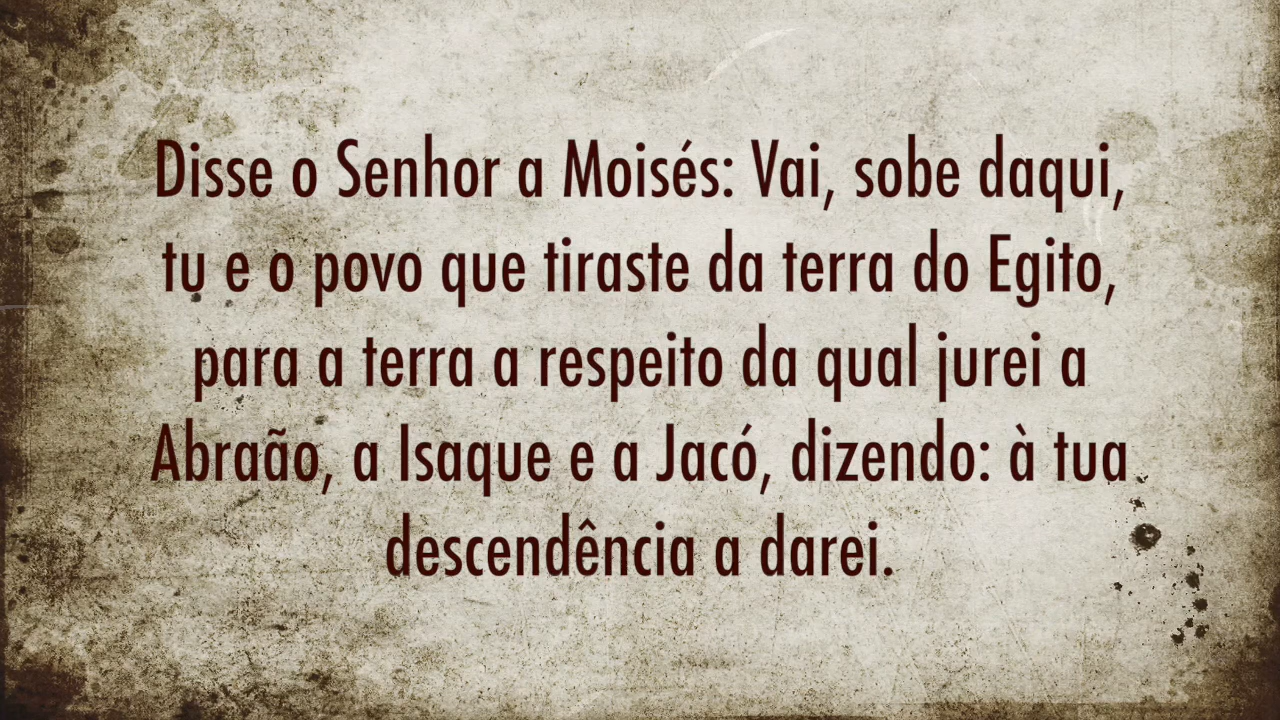 Disse o Senhor a Moisés: Vai, sobe daqui,
tu e o povo que tiraste da terra do Egito,
para a terra a respeito da qual jurei a
Abraão, a Isaque e a Jacó, dizendo: à tua
descendência a darei.